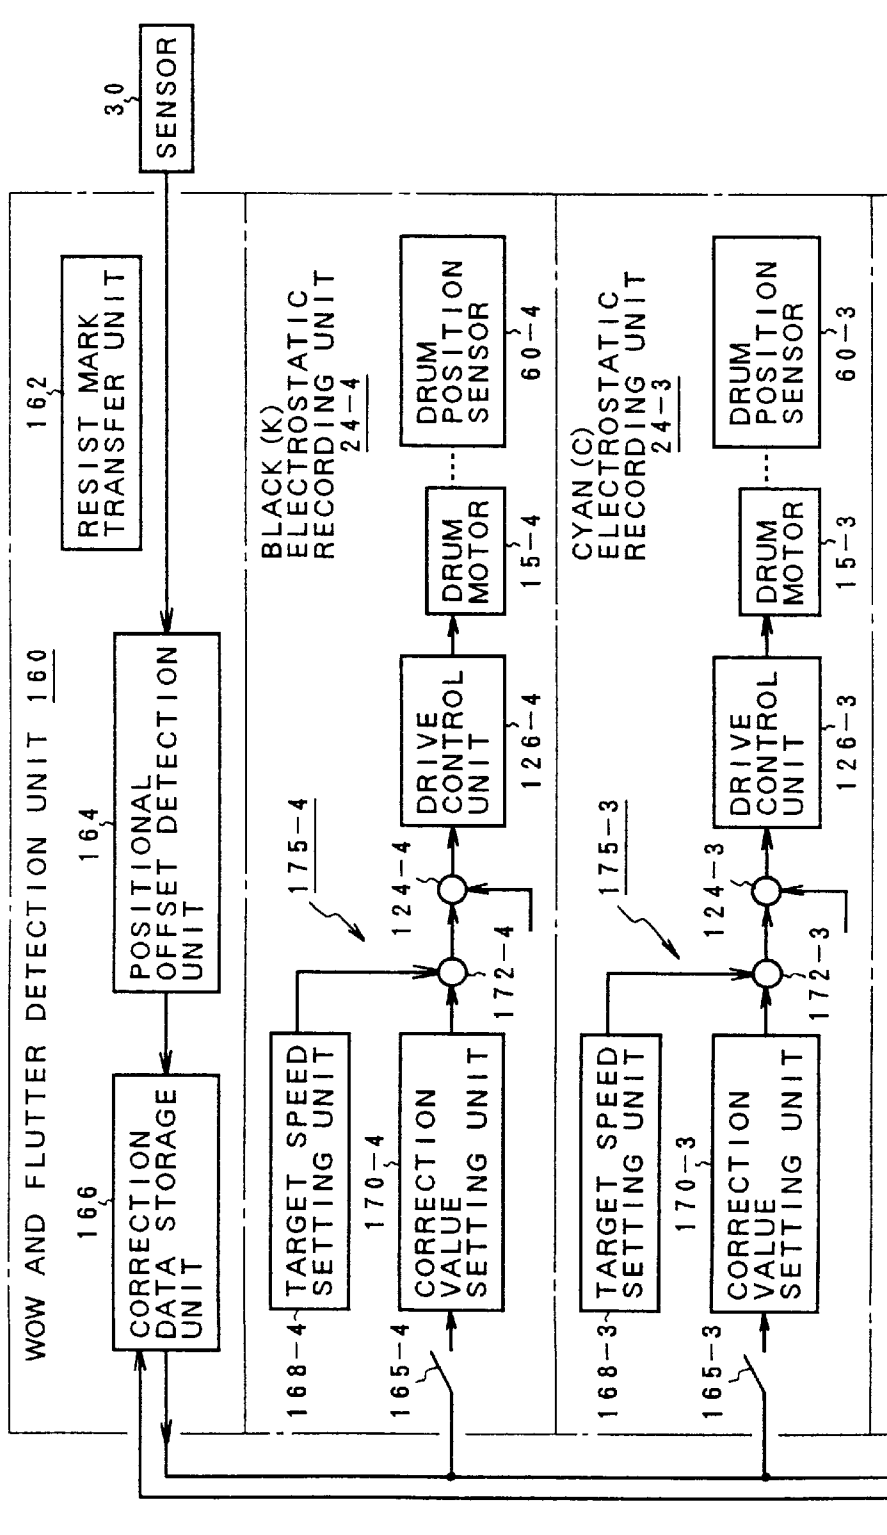 WOW AND FLUTTER DETECTION UNIT 160
166
CORRECTION
DATA STORAGE
UNIT
164
POSITIONAL
OFFSET DETECTION
UNIT
162
RESIST MARK
TRANSFER UNIT
30
SENSOR
BLACK (K)
ELECTROSTATIC
RECORDING UNIT
24-4
175-4
168-4
TARGET SPEED
SETTING UNIT
165-4
170-4
CORRECTION
VALUE
SETTING UNIT
172-4
124-4
DRIVE
CONTROL
UNIT
126-4
DRUM
MOTOR
15-4
DRUM
POSITION
SENSOR
60-4
CYAN (C)
ELECTROSTATIC
RECORDING UNIT
24-3
175-3
168-3
TARGET SPEED
SETTING UNIT
165-3
170-3
CORRECTION
VALUE
SETTING UNIT
172-3
124-3
DRIVE
CONTROL
UNIT
126-3
DRUM
MOTOR
15-3
DRUM
POSITION
SENSOR
60-3